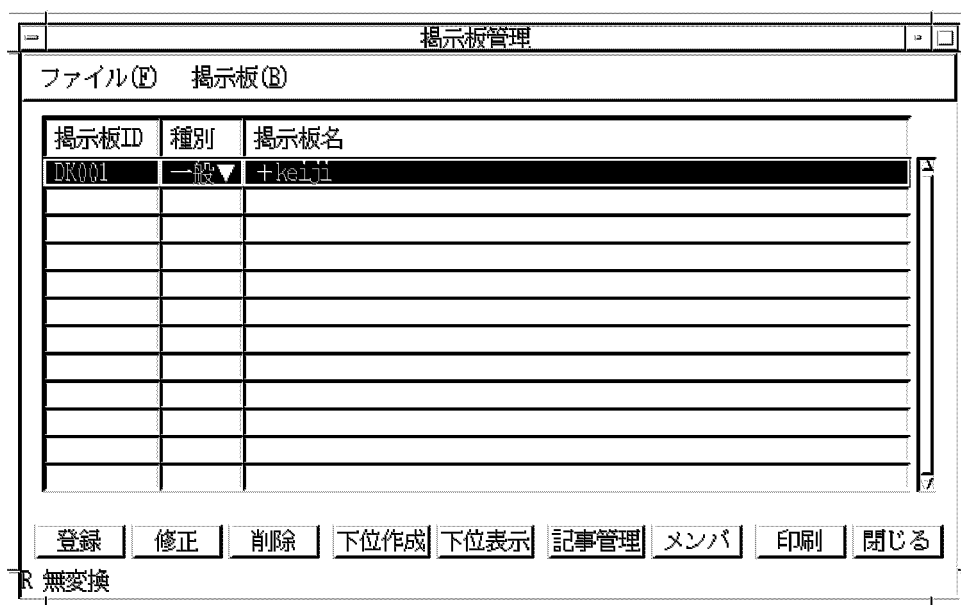 掲示板管理
ファイル(F) 掲示板(B)
掲示板ID 種別 掲示板名
DK001 一般▼ +keiji
登録 修正 削除 下位作成 下位表示 記事管理 メンバ 印刷 閉じる
R 無変換